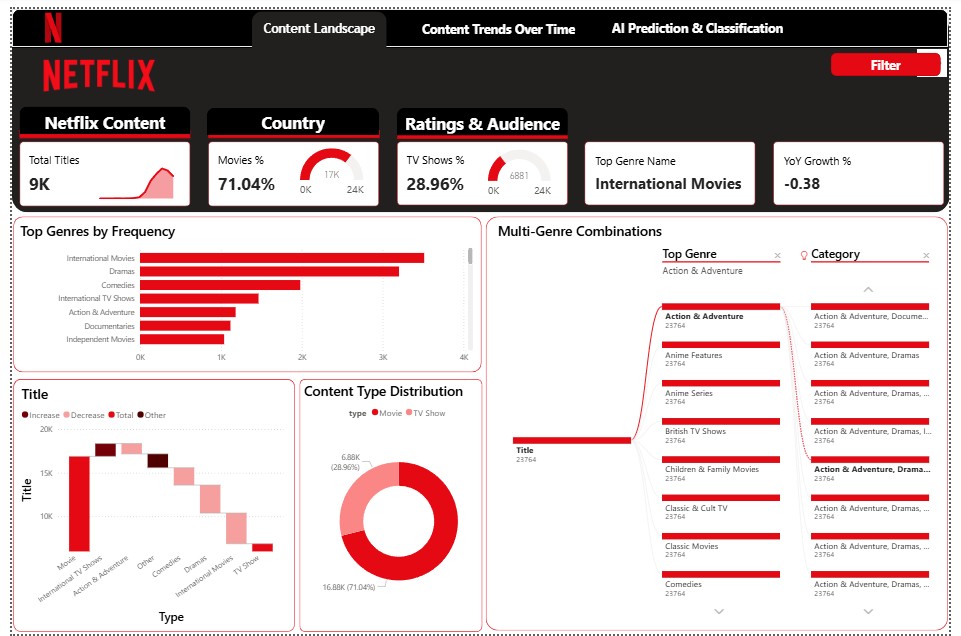 N
Content Landscape
Content Trends Over Time
AI Prediction & Classification
NETFLIX
Filter
Netflix Content
Country
Ratings & Audience
Total Titles
9K
Movies %
71.04%
17K
0K
24K
TV Shows %
28.96%
6881
0K
24K
Top Genre Name
International Movies
YoY Growth %
-0.38
Top Genres by Frequency
International Movies
Dramas
Comedies
International TV Shows
Action & Adventure
Documentaries
Independent Movies
0K
1K
2K
3K
4K
Title
Increase
Decrease
Total
Other
20K
15K
10K
Title
Movie
International TV Shows
Action & Adventure
Other
Comedies
Dramas
International Movies
TV Show
Type
Content Type Distribution
type
Movie
TV Show
6.88K
(28.96%)
16.88K (71.04%)
Multi-Genre Combinations
Top Genre
Action & Adventure
Category
Title
23764
Action & Adventure
23764
Anime Features
23764
Anime Series
23764
British TV Shows
23764
Children & Family Movies
23764
Classic & Cult TV
23764
Classic Movies
23764
Comedies
23764
Action & Adventure, Docume...
23764
Action & Adventure, Dramas
23764
Action & Adventure, Dramas, ...
23764
Action & Adventure, Dramas, I...
23764
Action & Adventure, Drama...
23764
Action & Adventure, Dramas, ...
23764
Action & Adventure, Dramas, ...
23764
Action & Adventure, Dramas, ...
23764